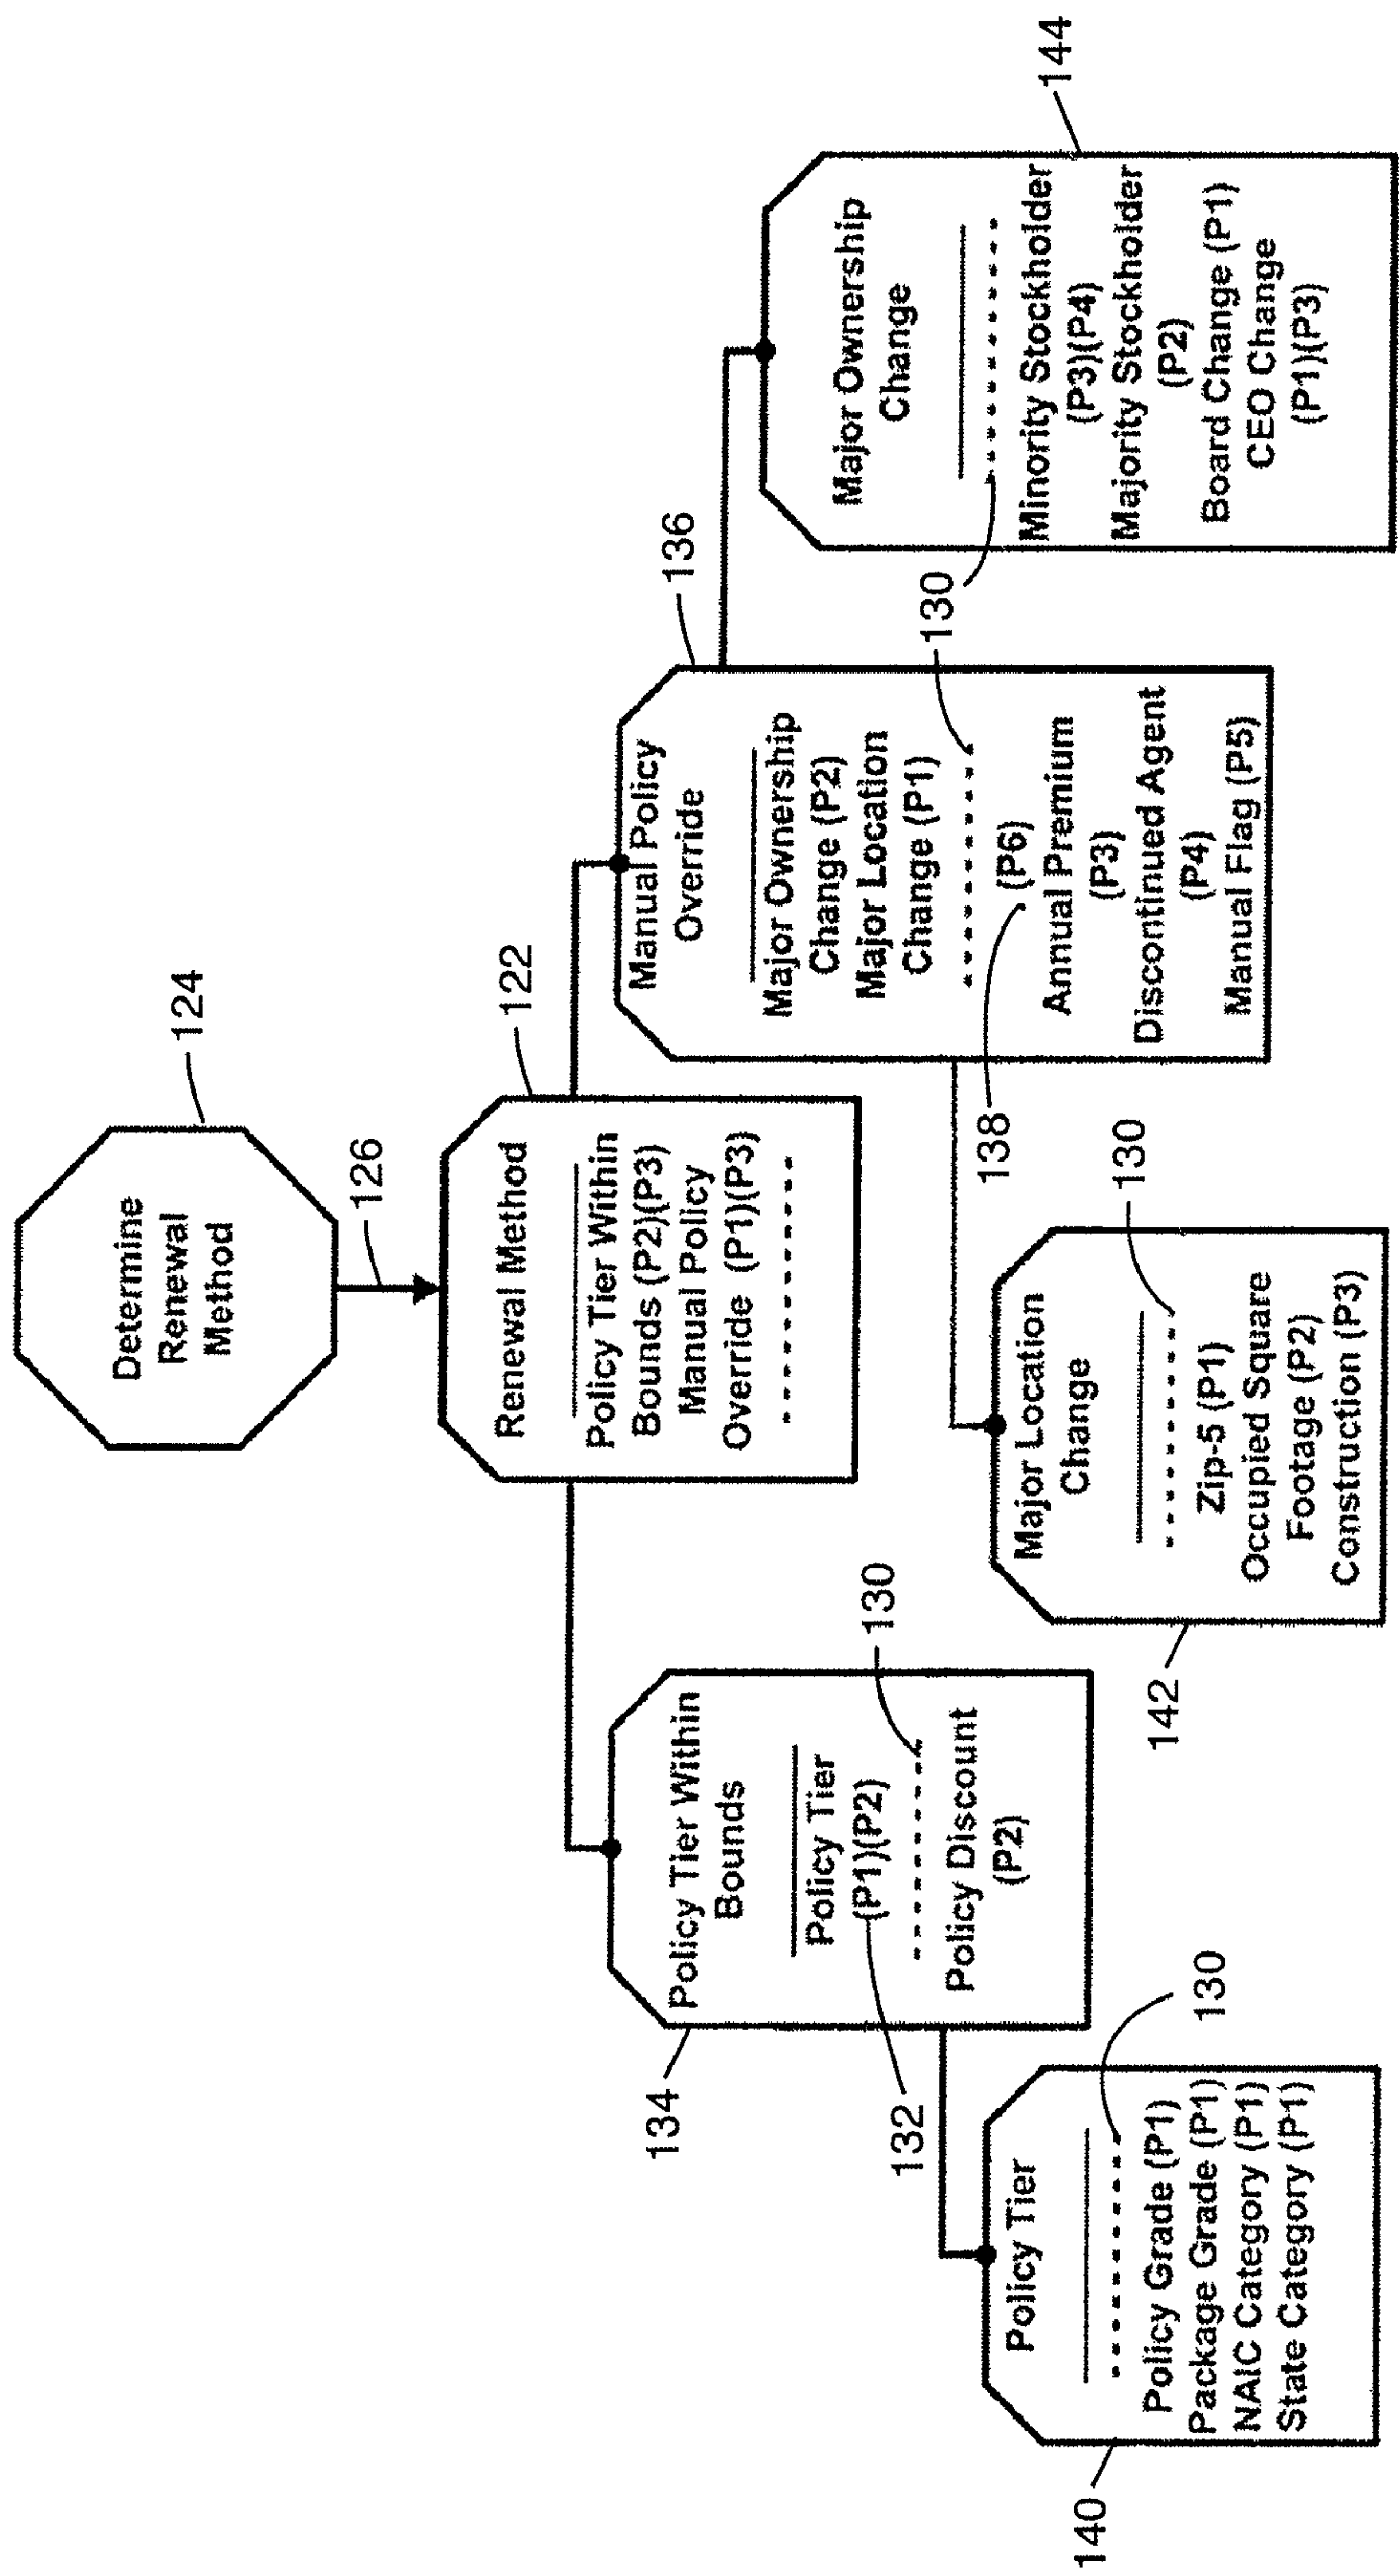 Determine
Renewal
Method
124
126
Renewal Method
Policy Tier Within
Bounds (P2)(P3)
Manual Policy
Override (P1)(P3)
122
Policy Tier Within
Bounds
Policy Tier
(P1)(P2)
Policy Discount
(P2)
134
132
130
Manual Policy
Override
Major Ownership
Change (P2)
Major Location
Change (P1)
(P6)
Annual Premium
(P3)
Discontinued Agent
(P4)
Manual Flag (P5)
136
130
138
Policy Tier
Policy Grade (P1)
Package Grade (P1)
NAIC Category (P1)
State Category (P1)
140
130
Major Location
Change
Zip-5 (P1)
Occupied Square
Footage (P2)
Construction (P3)
142
130
Major Ownership
Change
Minority Stockholder
(P3)(P4)
Majority Stockholder
(P2)
Board Change (P1)
CEO Change
(P1)(P3)
144
130